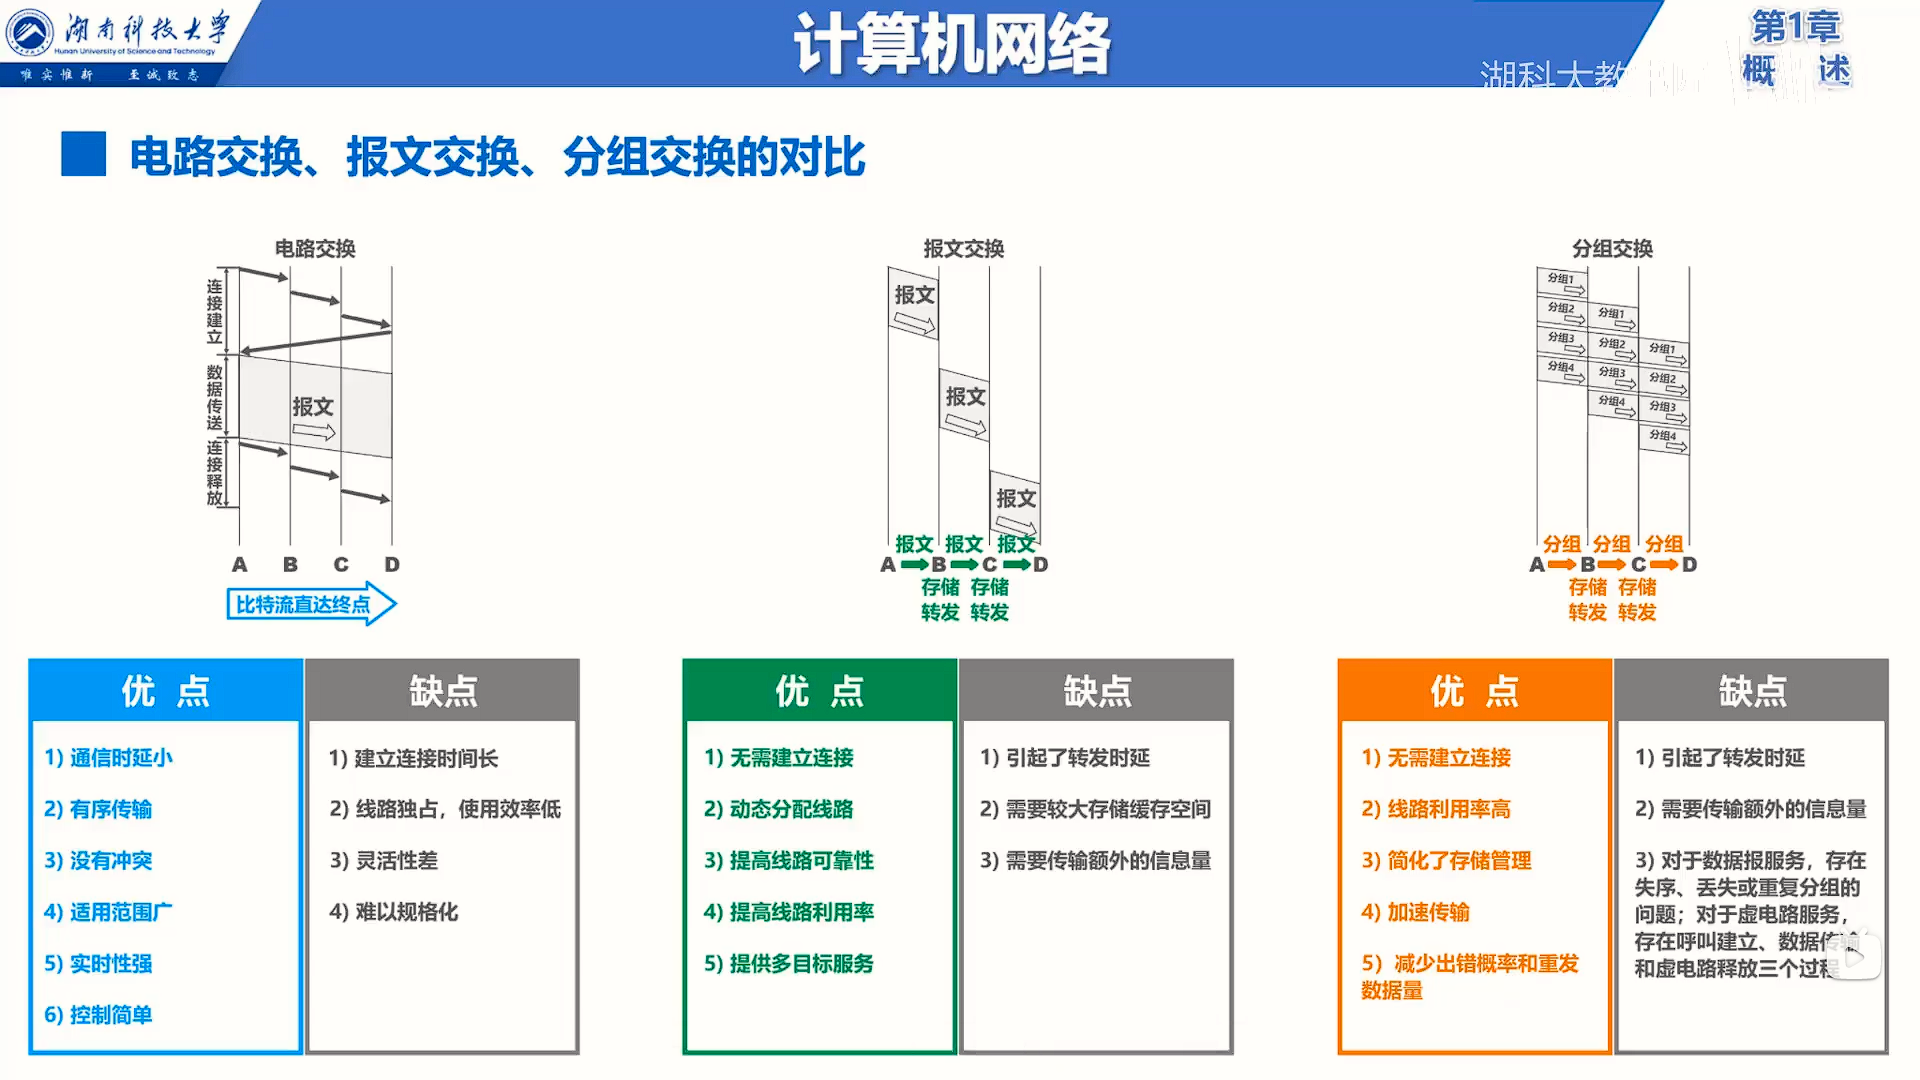 湖南科技大学
Hunan University of Science and Technology
唯实惟新 至诚致志
计算机网络
第1章
概 述
湖科大教书匠
电路交换、报文交换、分组交换的对比
电路交换
连接建立
数据传送
连接释放
报文
A B C D
比特流直达终点
报文交换
报文
报文
报文
报文 报文 报文
A B C D
存储 存储
转发 转发
分组交换
分组1
分组2 分组1
分组3 分组2 分组1
分组4 分组3 分组2
分组4 分组3
分组4
分组 分组 分组
A B C D
存储 存储
转发 转发
优 点
1) 通信时延小
2) 有序传输
3) 没有冲突
4) 适用范围广
5) 实时性强
6) 控制简单
缺点
1) 建立连接时间长
2) 线路独占，使用效率低
3) 灵活性差
4) 难以规格化
优 点
1) 无需建立连接
2) 动态分配线路
3) 提高线路可靠性
4) 提高线路利用率
5) 提供多目标服务
缺点
1) 引起了转发时延
2) 需要较大存储缓存空间
3) 需要传输额外的信息量
优 点
1) 无需建立连接
2) 线路利用率高
3) 简化了存储管理
4) 加速传输
5) 减少出错概率和重发
数据量
缺点
1) 引起了转发时延
2) 需要传输额外的信息量
3) 对于数据报服务，存在
失序、丢失或重复分组的
问题；对于虚电路服务，
存在呼叫建立、数据传输
和虚电路释放三个过程